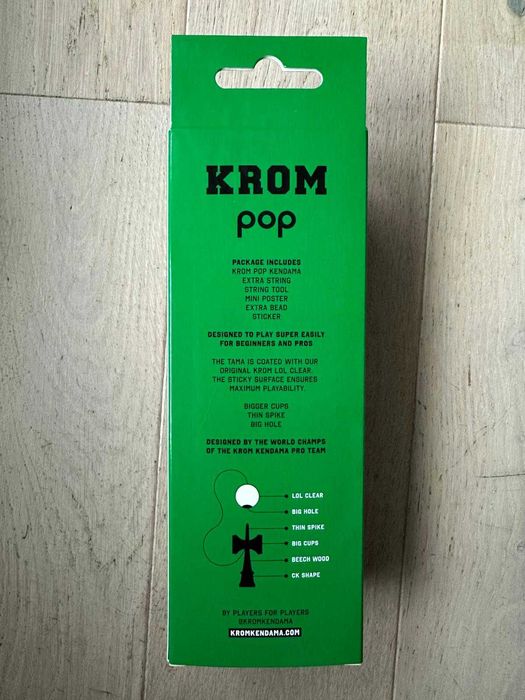 KROM
pop
PACKAGE INCLUDES
KROM POP KENDAMA
EXTRA STRING
STRING TOOL
MINI POSTER
EXTRA BEAD
STICKER
DESIGNED TO PLAY SUPER EASILY
FOR BEGINNERS AND PROS
THE TAMA IS COATED WITH OUR
ORIGINAL KROM LOL CLEAR.
THE STICKY SURFACE ENSURES
MAXIMUM PLAYABILITY.
BIGGER CUPS
THIN SPIKE
BIG HOLE
DESIGNED BY THE WORLD CHAMPS
OF THE KROM KENDAMA PRO TEAM
LOL CLEAR
BIG HOLE
THIN SPIKE
BIG CUPS
BEECH WOOD
CK SHAPE
BY PLAYERS FOR PLAYERS
@KROMKENDAMA
KROMKENDAMA.COM